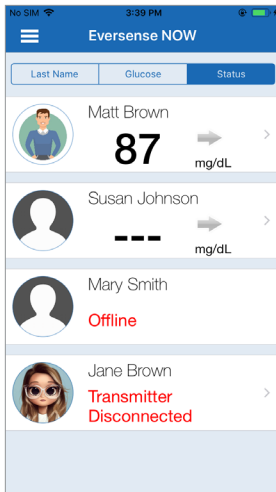 No SIM 3:39 PM
Eversense NOW
Last Name Glucose Status
Matt Brown
87
mg/dL
Susan Johnson
---
mg/dL
Mary Smith
Offline
Jane Brown
Transmitter
Disconnected